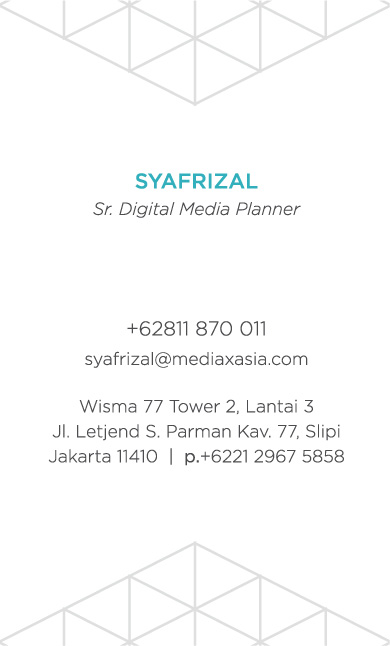 SYAFRIZAL
Sr. Digital Media Planner
+62811 870 011
syafrizal@mediaxasia.com
Wisma 77 Tower 2, Lantai 3
Jl. Letjend S. Parman Kav. 77, Slipi
Jakarta 11410 | p.+6221 2967 5858